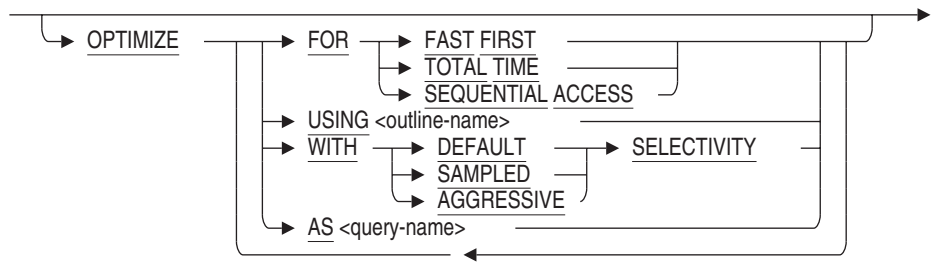 OPTIMIZE FOR FAST FIRST
TOTAL TIME
SEQUENTIAL ACCESS
USING <outline-name>
WITH DEFAULT SELECTIVITY
SAMPLED
AGGRESSIVE
AS <query-name>